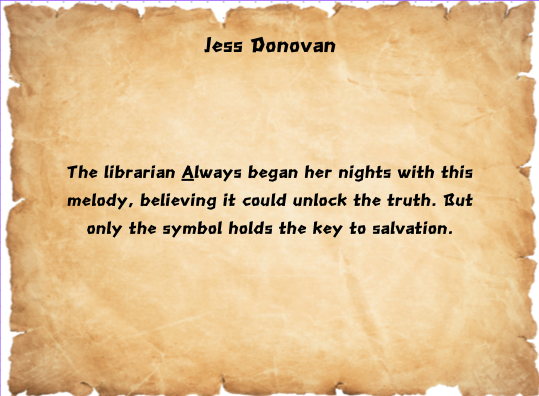 Jess Donovan
The librarian Always began her nights with this
melody, believing it could unlock the truth. But
only the symbol holds the key to salvation.